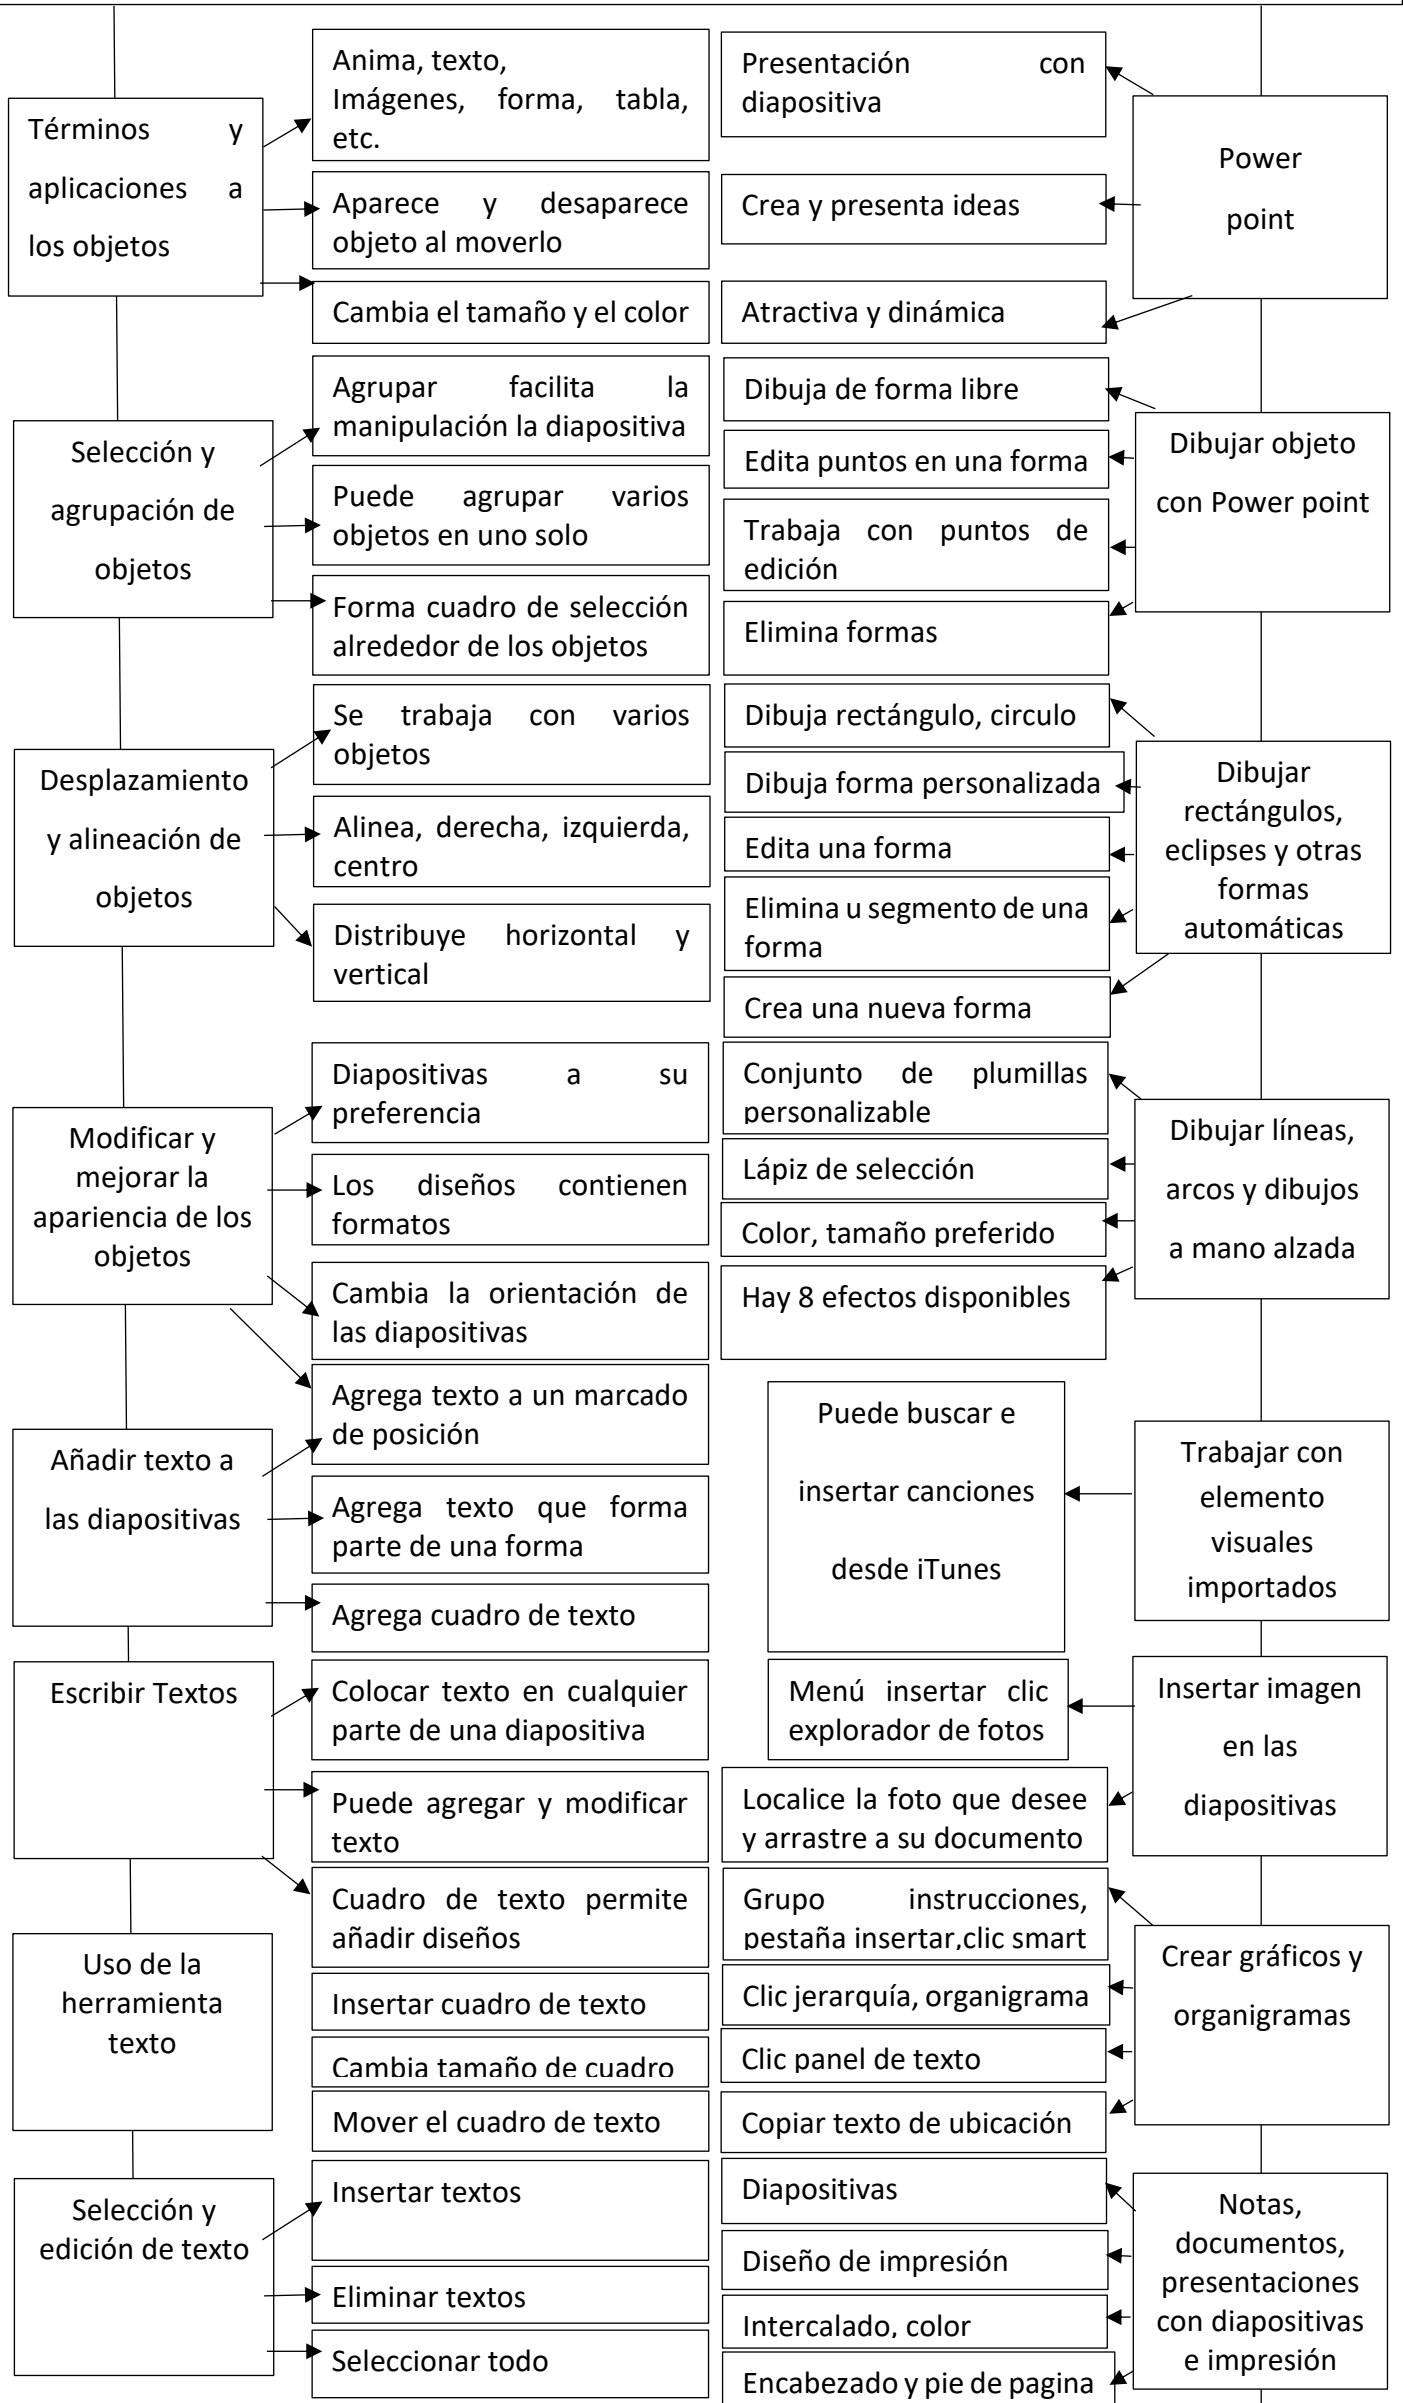 Términos y
aplicaciones a
los objetos
Anima, texto,
Imágenes, forma, tabla,
etc.
Aparece y desaparece
objeto al moverlo
Cambia el tamaño y el color
Selección y
agrupación de
objetos
Agrupar facilita la
manipulación la diapositiva
Puede agrupar varios
objetos en uno solo
Forma cuadro de selección
alrededor de los objetos
Desplazamiento
y alineación de
objetos
Se trabaja con varios
objetos
Alinea, derecha, izquierda,
centro
Distribuye horizontal y
vertical
Modificar y
mejorar la
apariencia de los
objetos
Diapositivas a su
preferencia
Los diseños contienen
formatos
Cambia la orientación de
las diapositivas
Agrega texto a un marcado
de posición
Añadir texto a
las diapositivas
Agrega texto que forma
parte de una forma
Agrega cuadro de texto
Escribir Textos
Colocar texto en cualquier
parte de una diapositiva
Puede agregar y modificar
texto
Cuadro de texto permite
añadir diseños
Uso de la
herramienta
texto
Insertar cuadro de texto
Cambia tamaño de cuadro
Mover el cuadro de texto
Selección y
edición de texto
Insertar textos
Eliminar textos
Seleccionar todo
Presentación con
diapositiva
Crea y presenta ideas
Atractiva y dinámica
Power
point
Dibuja de forma libre
Edita puntos en una forma
Trabaja con puntos de
edición
Elimina formas
Dibujar objeto
con Power point
Dibuja rectángulo, circulo
Dibuja forma personalizada
Edita una forma
Elimina u segmento de una
forma
Crea una nueva forma
Dibujar
rectángulos,
eclipses y otras
formas
automáticas
Conjunto de plumillas
personalizable
Lápiz de selección
Color, tamaño preferido
Hay 8 efectos disponibles
Dibujar líneas,
arcos y dibujos
a mano alzada
Puede buscar e
insertar canciones
desde iTunes
Trabajar con
elemento
visuales
importados
Menú insertar clic
explorador de fotos
Localice la foto que desee
y arrastre a su documento
Insertar imagen
en las
diapositivas
Grupo instrucciones,
pestaña insertar,clic smart
Clic jerarquía, organigrama
Clic panel de texto
Copiar texto de ubicación
Crear gráficos y
organigramas
Diapositivas
Diseño de impresión
Intercalado, color
Encabezado y pie de pagina
Notas,
documentos,
presentaciones
con diapositivas
e impresión